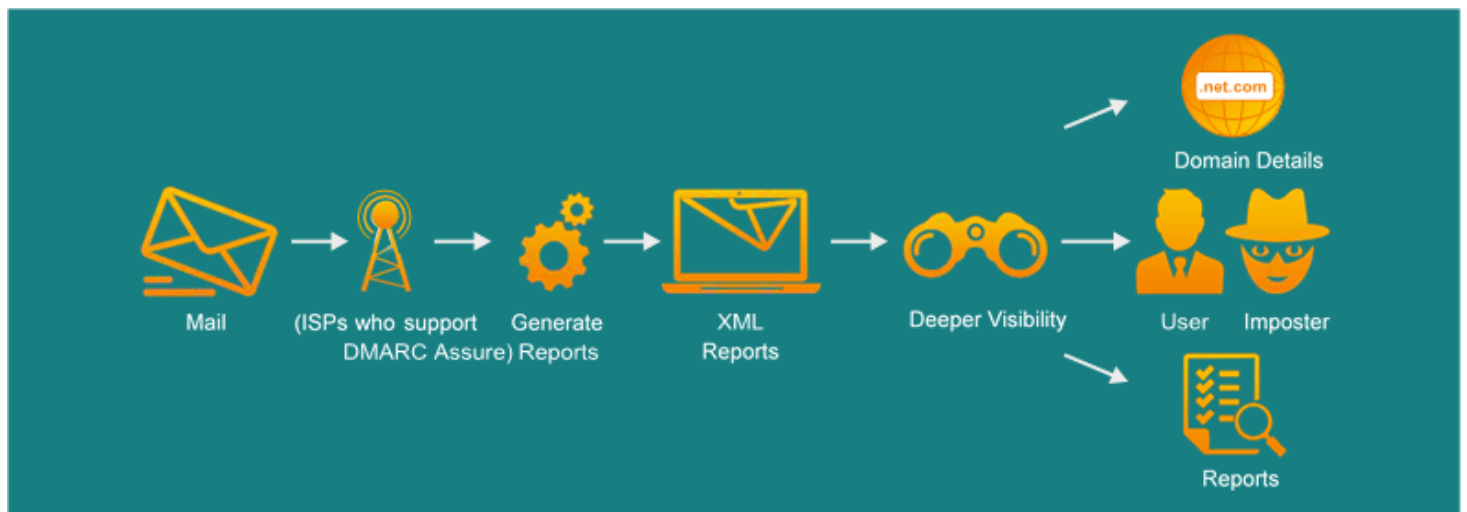 .net.com
Domain Details
Mail
(ISPs who support
DMARC Assure)
Generate
Reports
XML
Reports
Deeper Visibility
User
Imposter
Reports